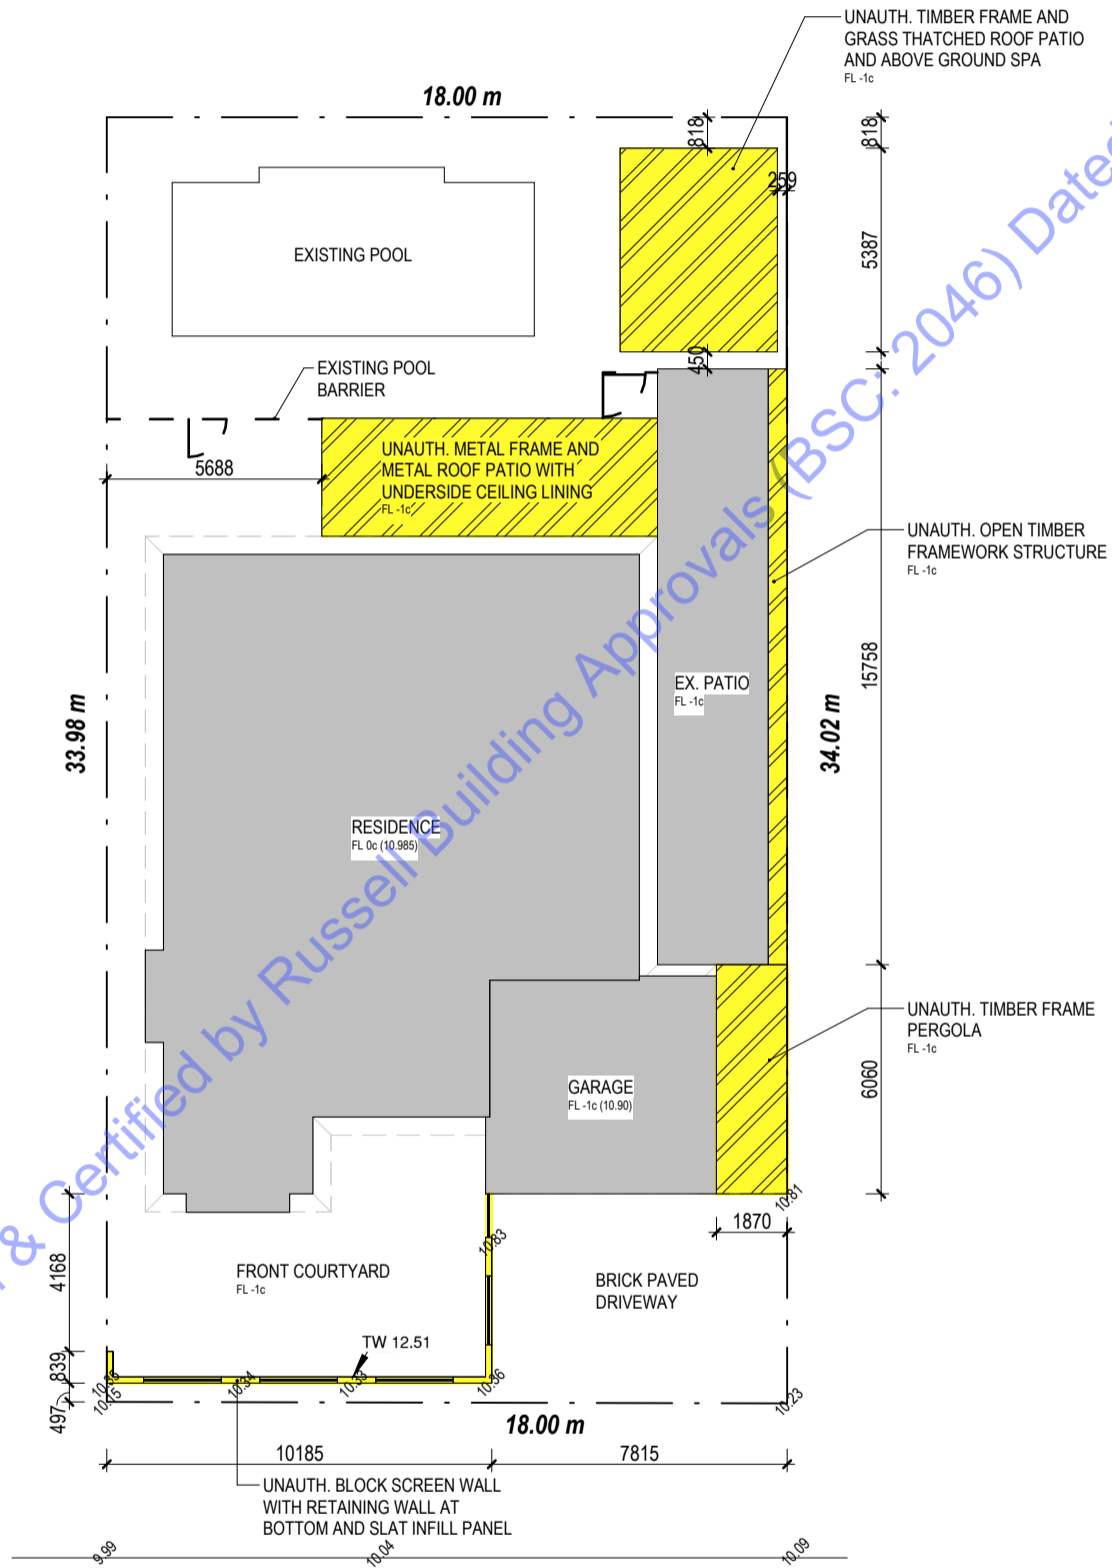 UNAUTH. TIMBER FRAME AND
GRASS THATCHED ROOF PATIO
AND ABOVE GROUND SPA
FL -1c
18.00 m
818
818
259
5387
EXISTING POOL
450
EXISTING POOL
BARRIER
5688
UNAUTH. METAL FRAME AND
METAL ROOF PATIO WITH
UNDERSIDE CEILING LINING
FL -1c
UNAUTH. OPEN TIMBER
FRAMEWORK STRUCTURE
FL -1c
EX. PATIO
FL -1c
15758
33.98 m
34.02 m
RESIDENCE
FL 0c (10.985)
UNAUTH. TIMBER FRAME
PERGOLA
FL -1c
GARAGE
FL -1c (10.90)
6060
10.81
1870
10.83
4168
FRONT COURTYARD
FL -1c
BRICK PAVED
DRIVEWAY
TW 12.51
839
10.34
10.33
10.36
10.15
10.23
497
18.00 m
10185
7815
UNAUTH. BLOCK SCREEN WALL
WITH RETAINING WALL AT
BOTTOM AND SLAT INFILL PANEL
9.99
10.04
10.09
& Certified by Russell Building Approvals (BSC: 2046) Dated